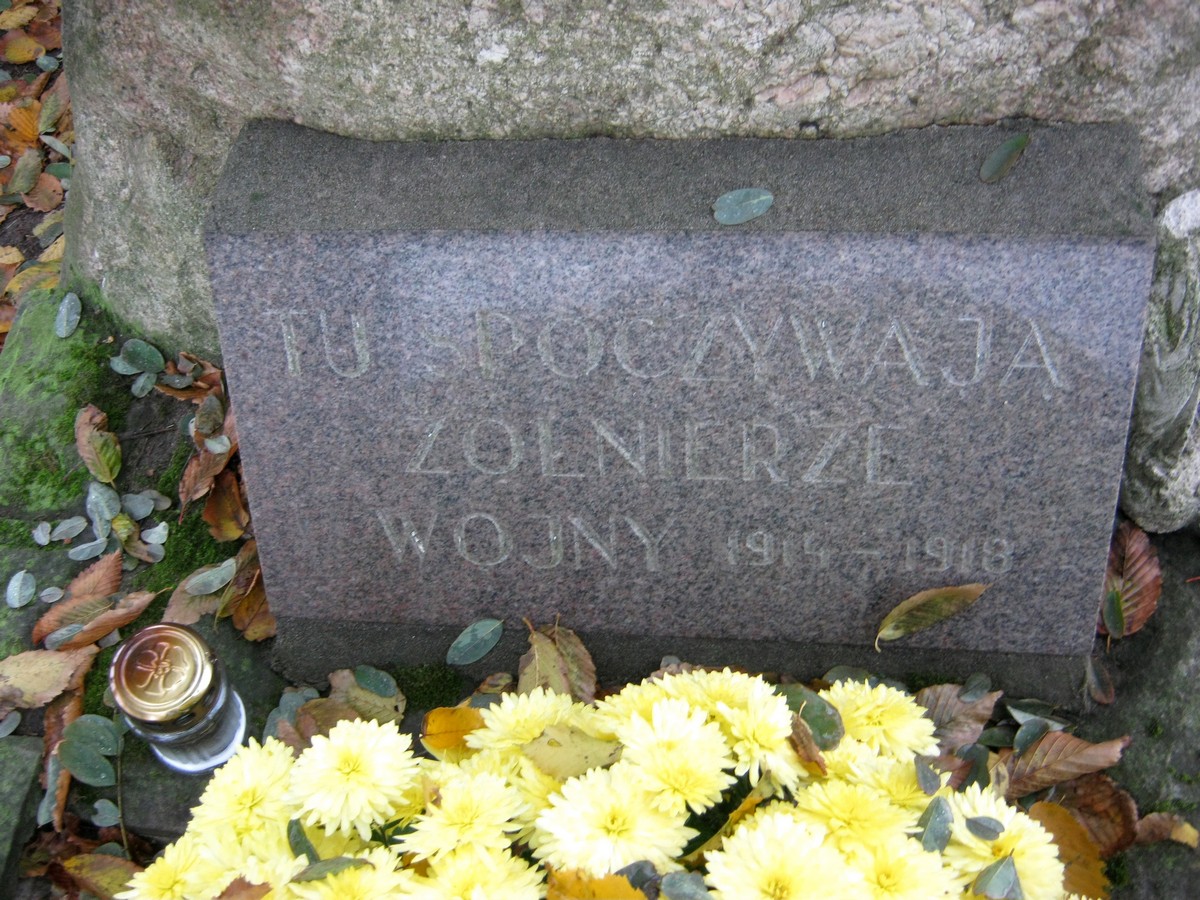 TU SPOCZYWAJĄ
ŻOŁNIERZE
WOJNY 1914 – 1918